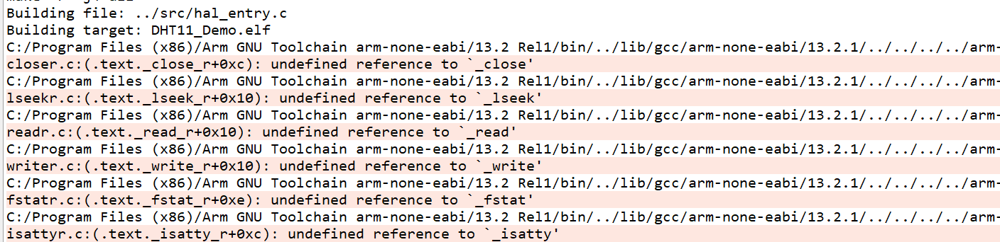 Building file: ../src/hal_entry.c
Building target: DHT11_Demo.elf
C:/Program Files (x86)/Arm GNU Toolchain arm-none-eabi/13.2 Rel1/bin/../lib/gcc/arm-none-eabi/13.2.1/../../../../arm-
closer.c:(.text._close_r+0xc): undefined reference to `_close'
C:/Program Files (x86)/Arm GNU Toolchain arm-none-eabi/13.2 Rel1/bin/../lib/gcc/arm-none-eabi/13.2.1/../../../../arm-
lseekr.c:(.text._lseek_r+0x10): undefined reference to `_lseek'
C:/Program Files (x86)/Arm GNU Toolchain arm-none-eabi/13.2 Rel1/bin/../lib/gcc/arm-none-eabi/13.2.1/../../../../arm-
readr.c:(.text._read_r+0x10): undefined reference to `_read'
C:/Program Files (x86)/Arm GNU Toolchain arm-none-eabi/13.2 Rel1/bin/../lib/gcc/arm-none-eabi/13.2.1/../../../../arm-
writer.c:(.text._write_r+0x10): undefined reference to `_write'
C:/Program Files (x86)/Arm GNU Toolchain arm-none-eabi/13.2 Rel1/bin/../lib/gcc/arm-none-eabi/13.2.1/../../../../arm-
fstatr.c:(.text._fstat_r+0xe): undefined reference to `_fstat'
C:/Program Files (x86)/Arm GNU Toolchain arm-none-eabi/13.2 Rel1/bin/../lib/gcc/arm-none-eabi/13.2.1/../../../../arm-
isattyr.c:(.text._isatty_r+0xc): undefined reference to `_isatty'